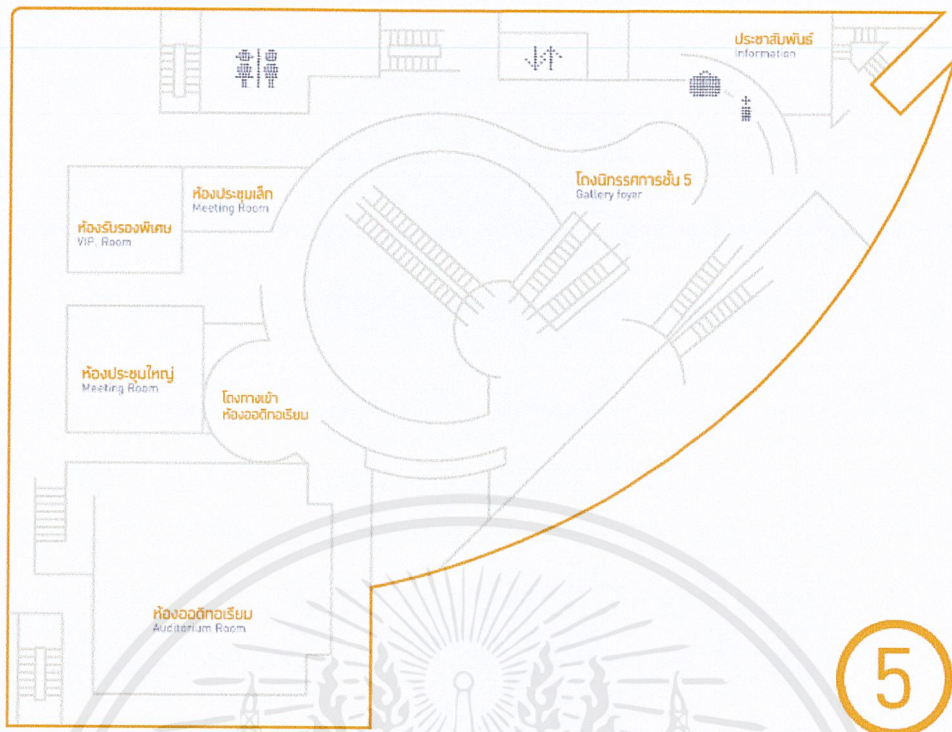 ประชาสัมพันธ์
Information
โถงนิทรรศการชั้น 5
Gallery foyer
ห้องประชุมเล็ก
Meeting Room
ห้องรับรองพิเศษ
VIP. Room
ห้องประชุมใหญ่
Meeting Room
โถงทางเข้า
ห้องออดิทอเรียม
ห้องออดิทอเรียม
Auditorium Room
5